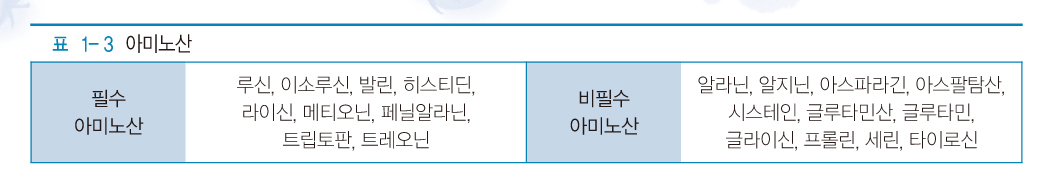 표 1-3 아미노산
필수
아미노산
루신, 이소루신, 발린, 히스티딘,
라이신, 메티오닌, 페닐알라닌,
트립토판, 트레오닌
비필수
아미노산
알라닌, 알지닌, 아스파라긴, 아스팔탐산,
시스테인, 글루타민산, 글루타민,
글라이신, 프롤린, 세린, 타이로신